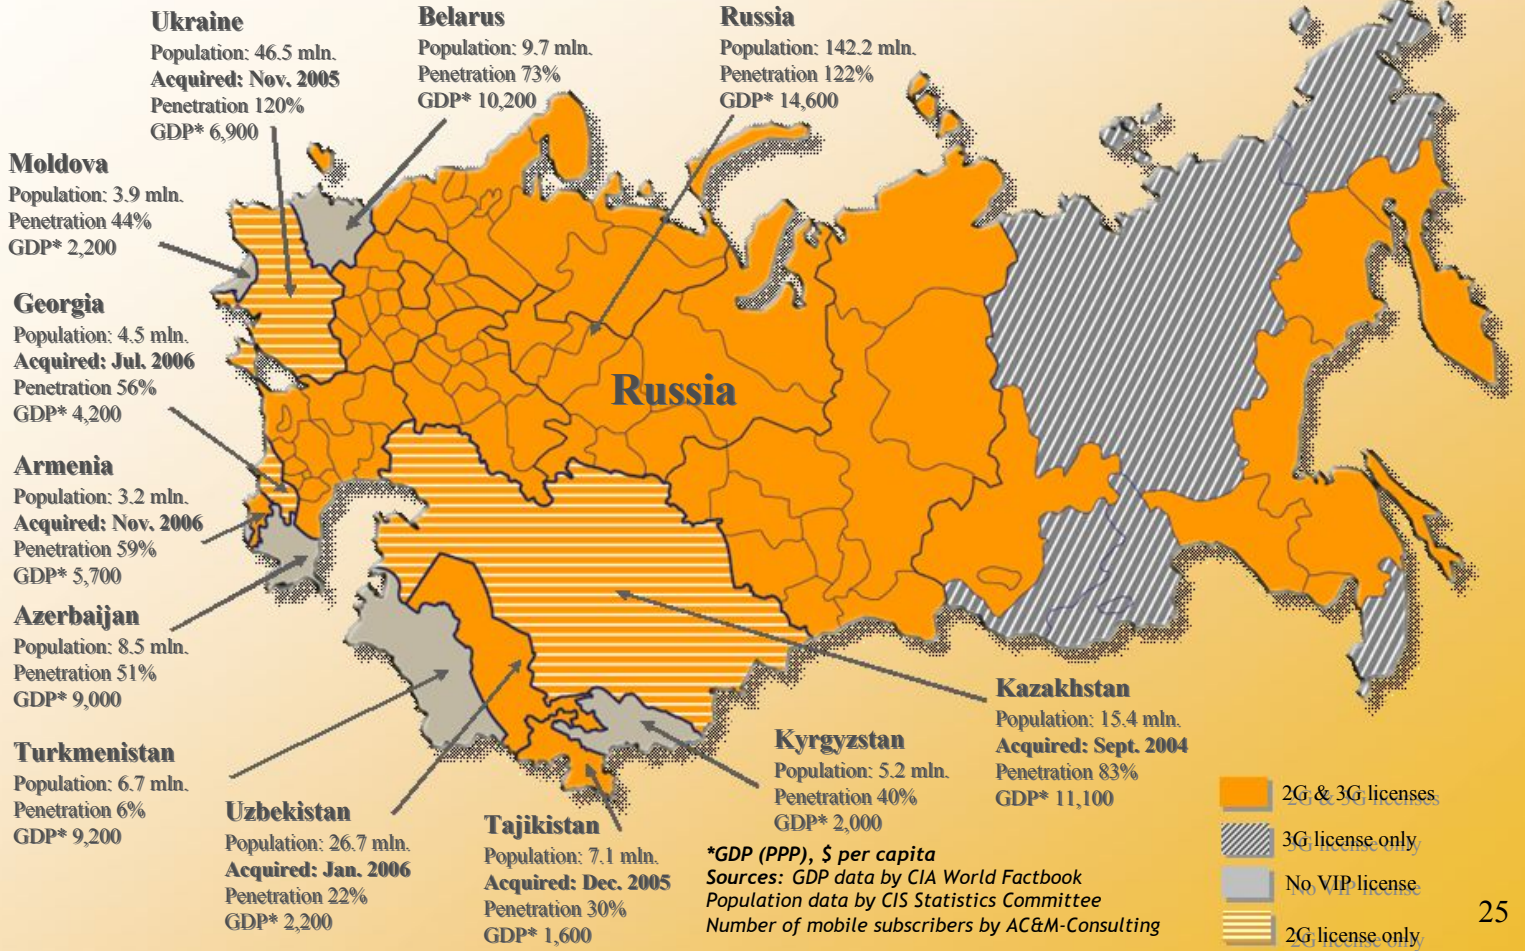 Ukraine
Population: 46.5 mln.
Acquired: Nov. 2005
Penetration 120%
GDP* 6,900
Belarus
Population: 9.7 mln.
Penetration 73%
GDP* 10,200
Russia
Population: 142.2 mln.
Penetration 122%
GDP* 14,600
Moldova
Population: 3.9 mln.
Penetration 44%
GDP* 2,200
Georgia
Population: 4.5 mln.
Acquired: Jul. 2006
Penetration 56%
GDP* 4,200
Armenia
Population: 3.2 mln.
Acquired: Nov. 2006
Penetration 59%
GDP* 5,700
Azerbaijan
Population: 8.5 mln.
Penetration 51%
GDP* 9,000
Turkmenistan
Population: 6.7 mln.
Penetration 6%
GDP* 9,200
Uzbekistan
Population: 26.7 mln.
Acquired: Jan. 2006
Penetration 22%
GDP* 2,200
Tajikistan
Population: 7.1 mln.
Acquired: Dec. 2005
Penetration 30%
GDP* 1,600
Kyrgyzstan
Population: 5.2 mln.
Penetration 40%
GDP* 2,000
Kazakhstan
Population: 15.4 mln.
Acquired: Sept. 2004
Penetration 83%
GDP* 11,100
Russia
*GDP (PPP), $ per capita
Sources: GDP data by CIA World Factbook
Population data by CIS Statistics Committee
Number of mobile subscribers by AC&M-Consulting
2G & 3G licenses
3G license only
No VIP license
2G license only
25